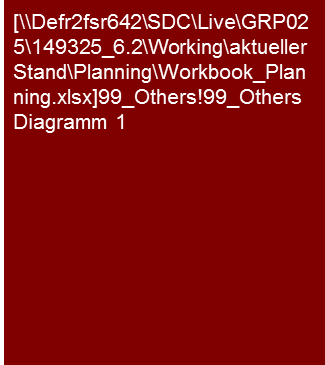 [\\Defr2fsr642\SDC\Live\GRP02
5\149325_6.2\Working\aktueller
Stand\Planning\Workbook_Plan
ning.xlsx]99_Others!99_Others
Diagramm 1